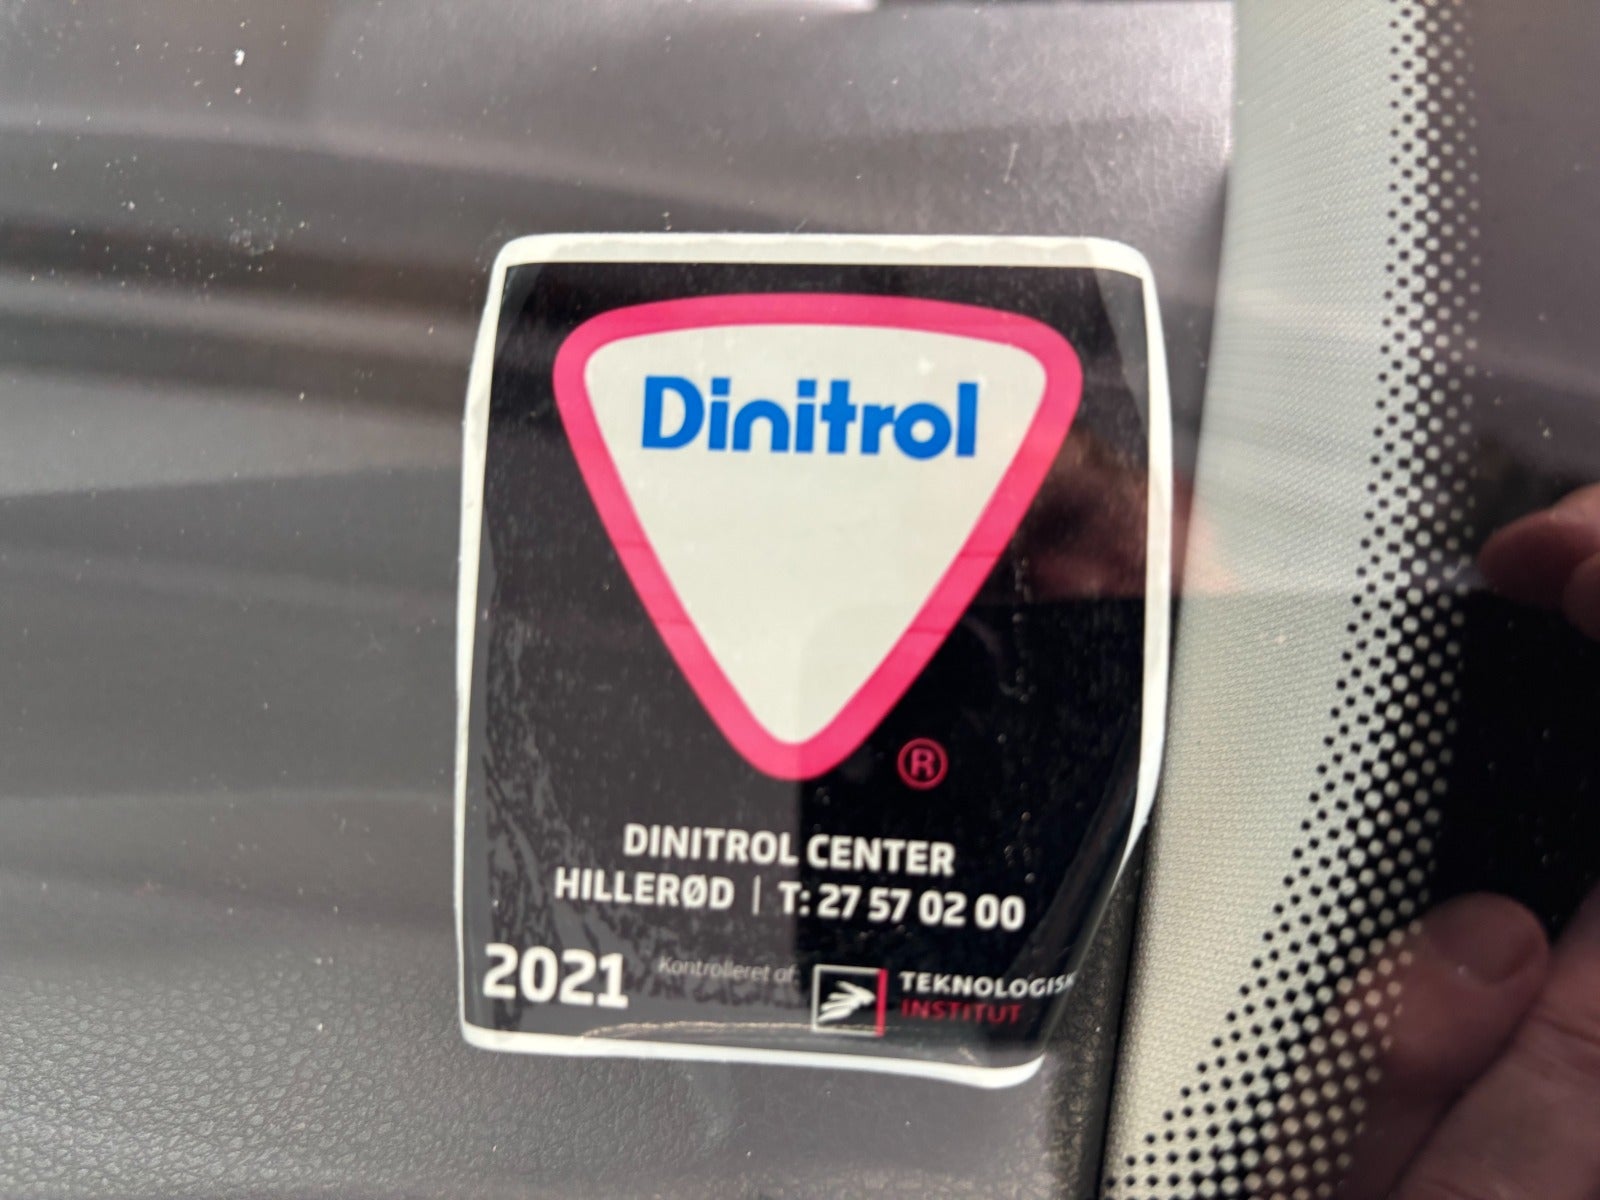 Dinitrol
®
DINITROL CENTER
HILLERØD | T: 27 57 02 00
2021 Kontrolleret af: TEKNOLOGISK
INSTITUT